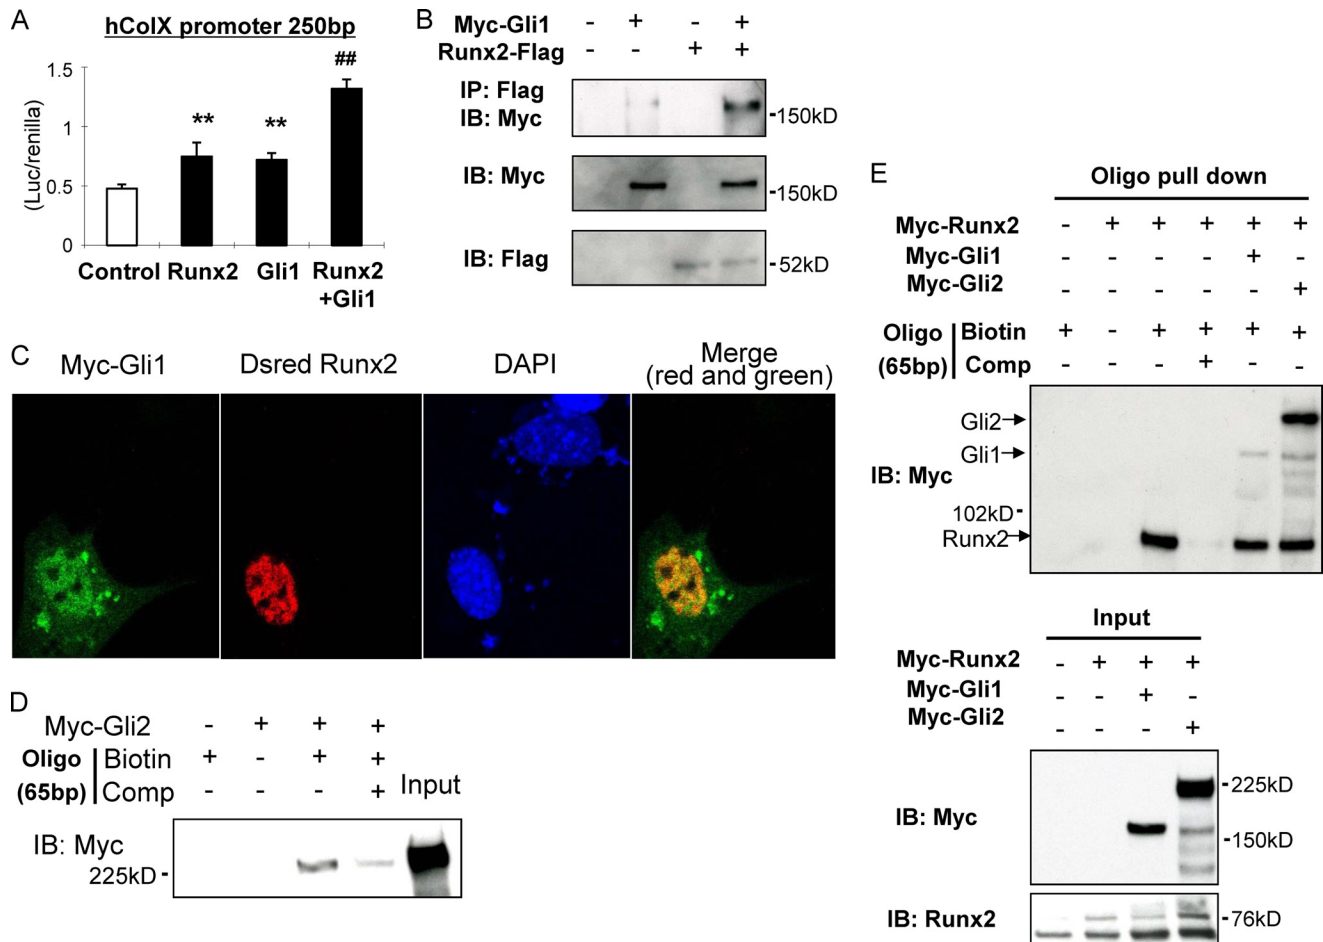 A
hColX promoter 250bp
(Luc/renilla)
1.5
1
0.5
0
**
**
##
Control Runx2 Gli1 Runx2
+Gli1
B
Myc-Gli1 - + - +
Runx2-Flag - - + +
IP: Flag
IB: Myc
-150kD
IB: Myc
-150kD
IB: Flag
-52kD
C
Myc-Gli1 Dsred Runx2 DAPI Merge
(red and green)
D
Myc-Gli2 - + + +
Oligo Biotin + - + +
(65bp) Comp - - - + Input
IB: Myc
225kD -
E
Oligo pull down
Myc-Runx2 - + + + + +
Myc-Gli1 - - - - + -
Myc-Gli2 - - - - - +
Oligo Biotin + - + + + +
(65bp) Comp - - - + - -
Gli2
Gli1
IB: Myc
102kD -
Runx2
Input
Myc-Runx2 - + + +
Myc-Gli1 - - + -
Myc-Gli2 - - - +
-225kD
IB: Myc
-150kD
IB: Runx2 -76kD